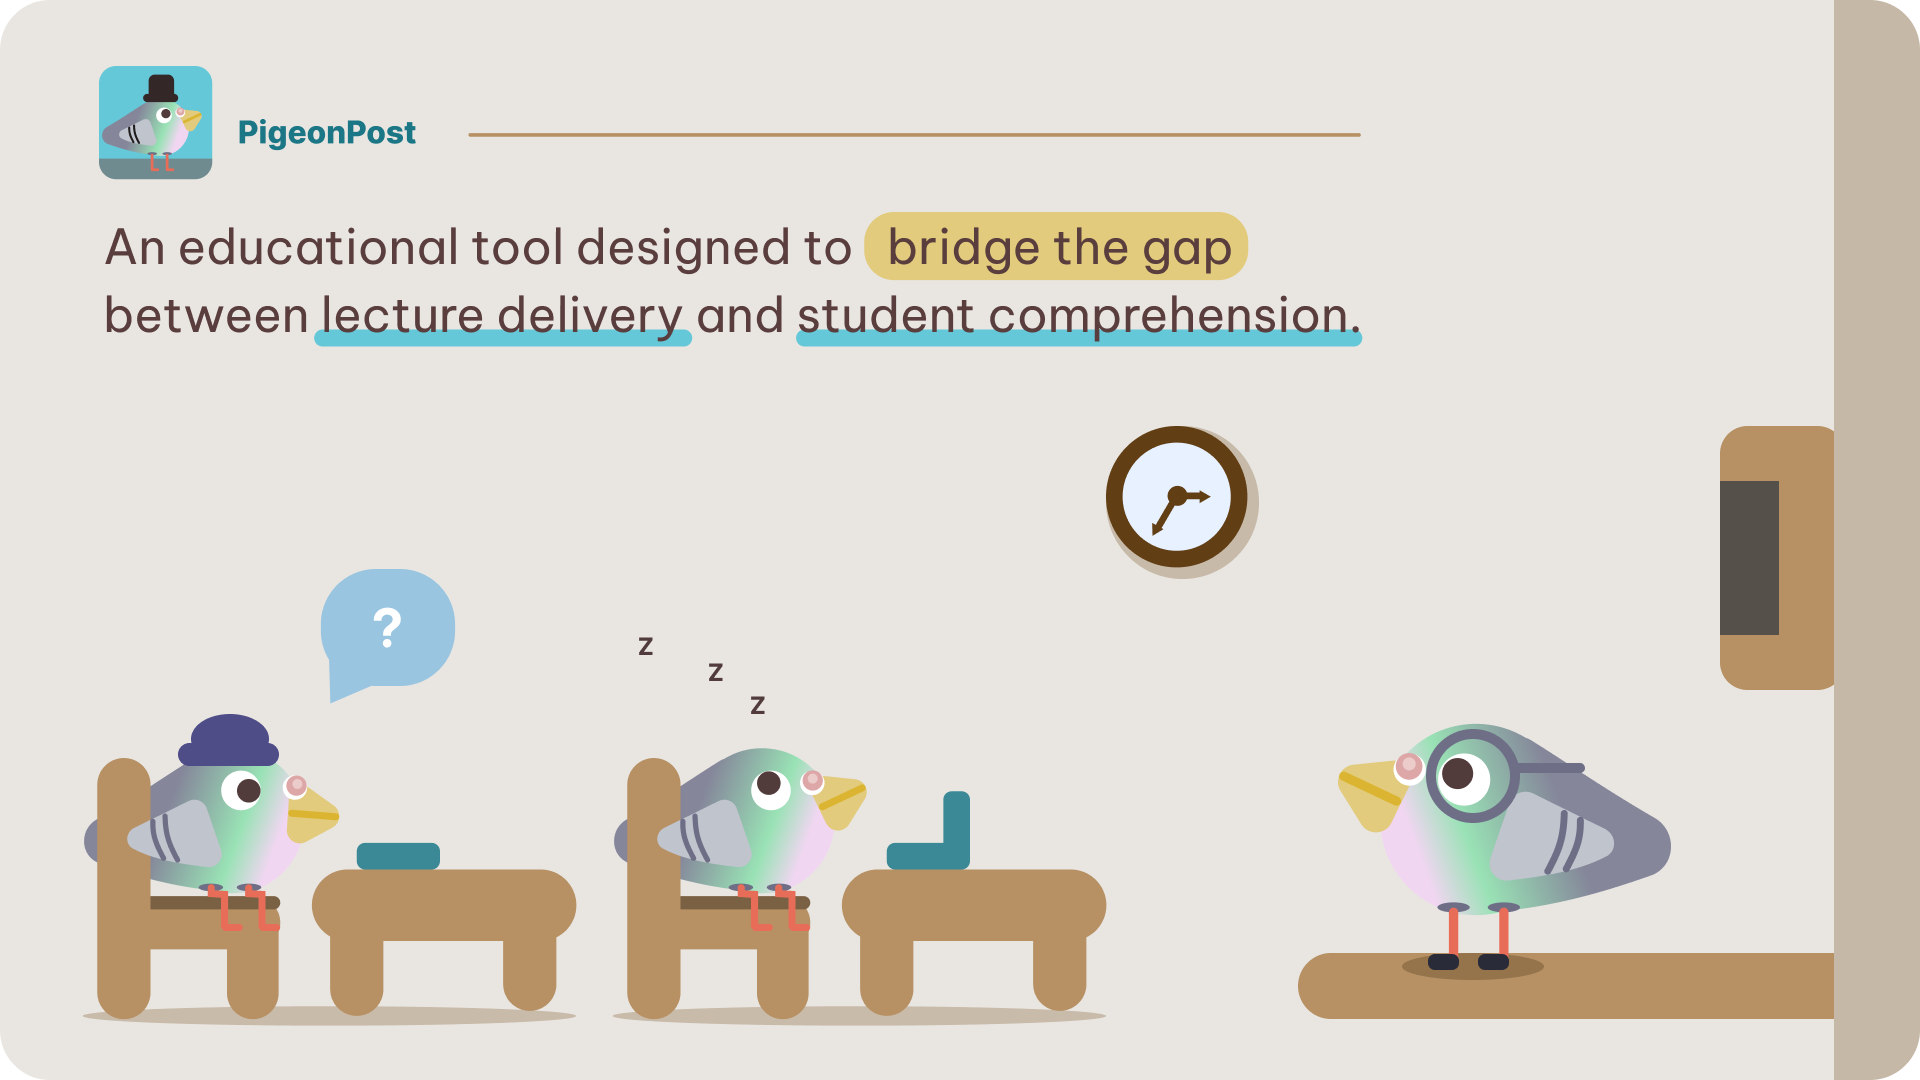 PigeonPost
An educational tool designed to bridge the gap
between lecture delivery and student comprehension.
?
z
z
z